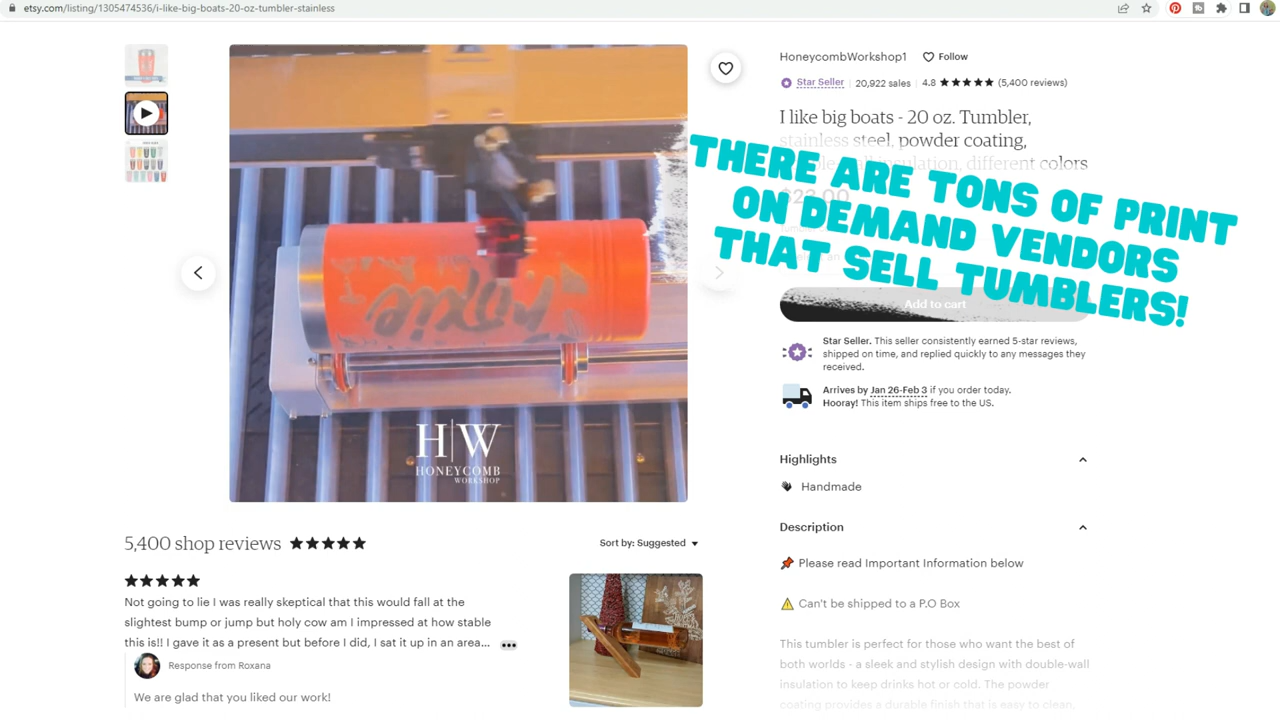 etsy.com/listing/1305474536/i-like-big-boats-20-oz-tumbler-stainless
HoneycombWorkshop1 Follow
Star Seller 20,922 sales 4.8 (5,400 reviews)
I like big boats - 20 oz. Tumbler,
stainless steel, powder coating,
insulation, different colors
$23.00
THERE ARE TONS OF PRINT
ON DEMAND VENDORS
THAT SELL TUMBLERS!
Add to cart
Star Seller. This seller consistently earned 5-star reviews,
shipped on time, and replied quickly to any messages they
received.
Arrives by Jan 26-Feb 3 if you order today.
Hooray! This item ships free to the US.
H|W
HONEYCOMB
WORKSHOP
Highlights
Handmade
Description
Please read Important Information below
Can't be shipped to a P.O Box
This tumbler is perfect for those who want the best of
both worlds - a sleek and stylish design with double-wall
insulation to keep drinks hot or cold. The powder
coating provides a durable finish that is easy to clean.
5,400 shop reviews
Sort by: Suggested
Not going to lie I was really skeptical that this would fall at the
slightest bump or jump but holy cow am I impressed at how stable
this is!! I gave it as a present but before I did, I sat it up in an area...
Response from Roxana
We are glad that you liked our work!